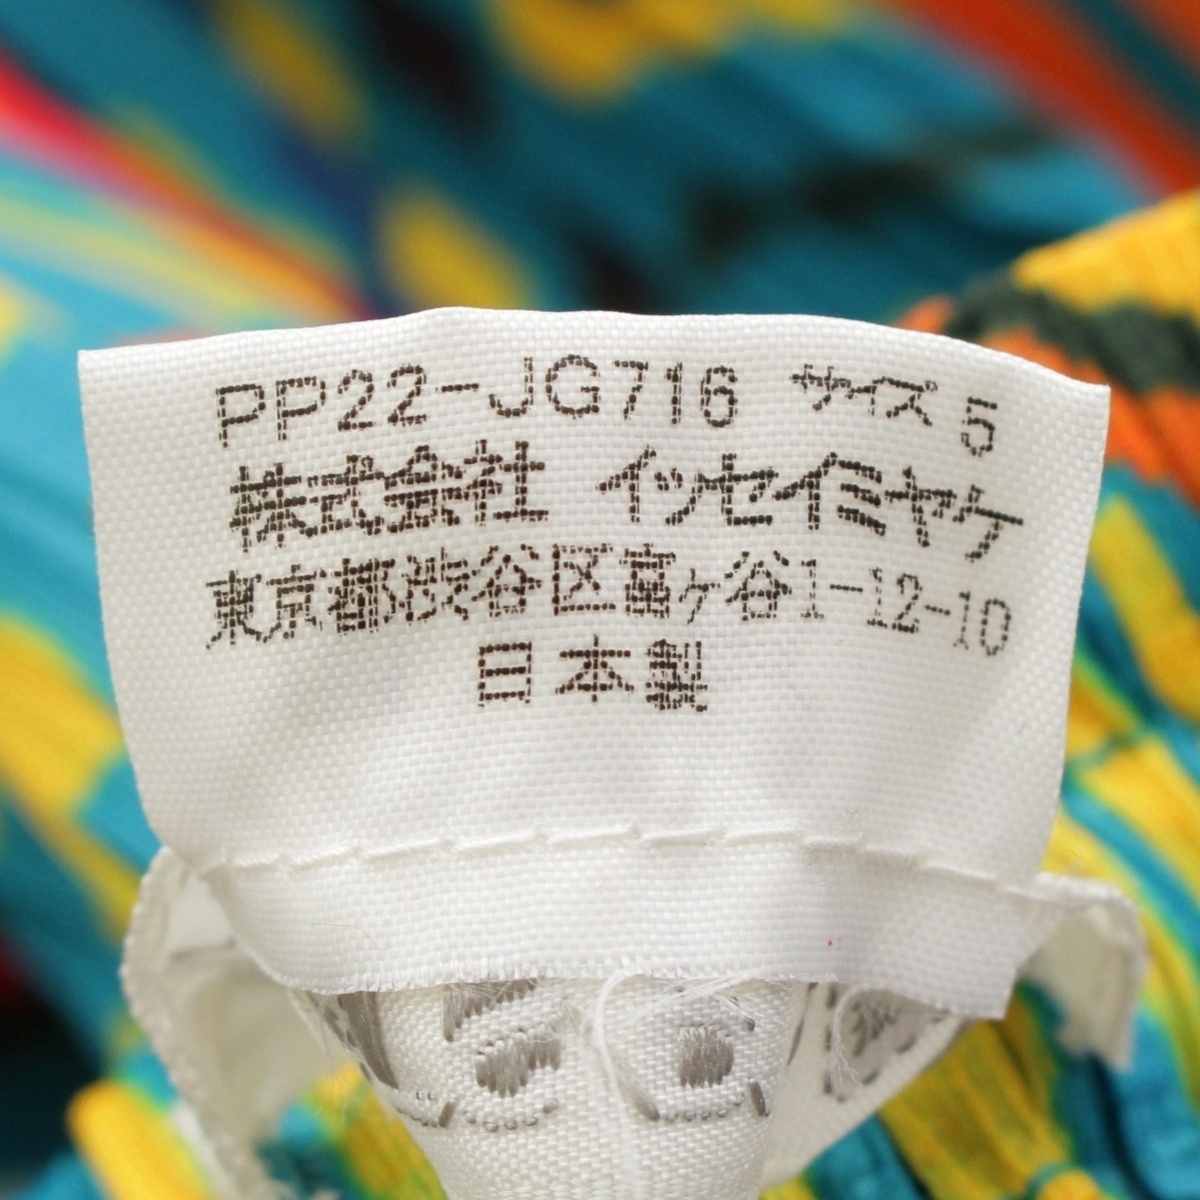 PP22-JG716 サイズ 5
株式会社 イッセイミヤケ
東京都渋谷区富ヶ谷1-12-10
日本製